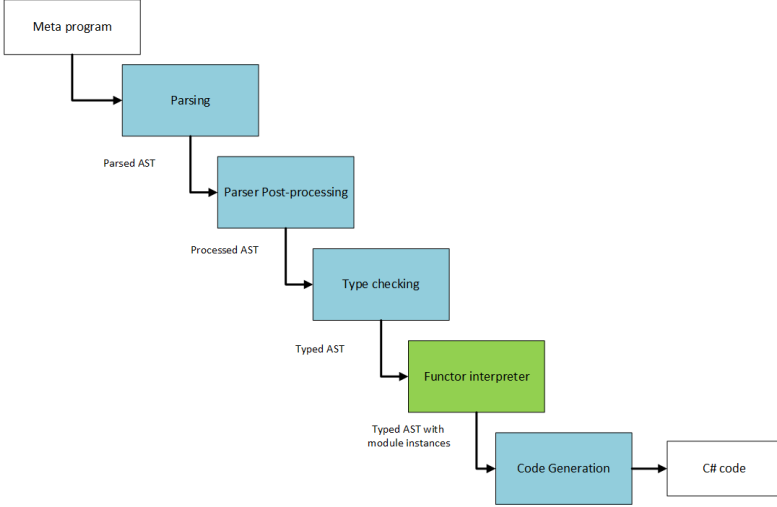 Meta program
Parsing
Parsed AST
Parser Post-processing
Processed AST
Type checking
Typed AST
Functor interpreter
Typed AST with
module instances
Code Generation
C# code